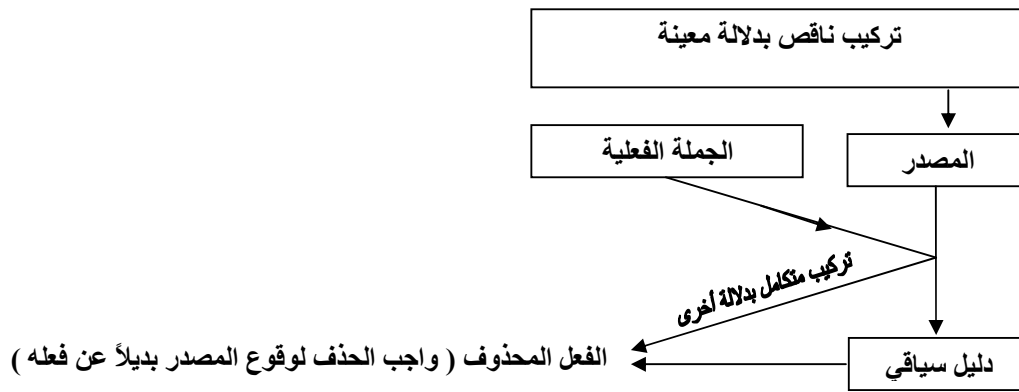 تركيب ناقص بدلالة معينة
المصدر
الجملة الفعلية
تركيب متكامل بدلالة أخرى
دليل سياقي
الفعل المحذوف ( واجب الحذف لوقوع المصدر بديلاً عن فعله )